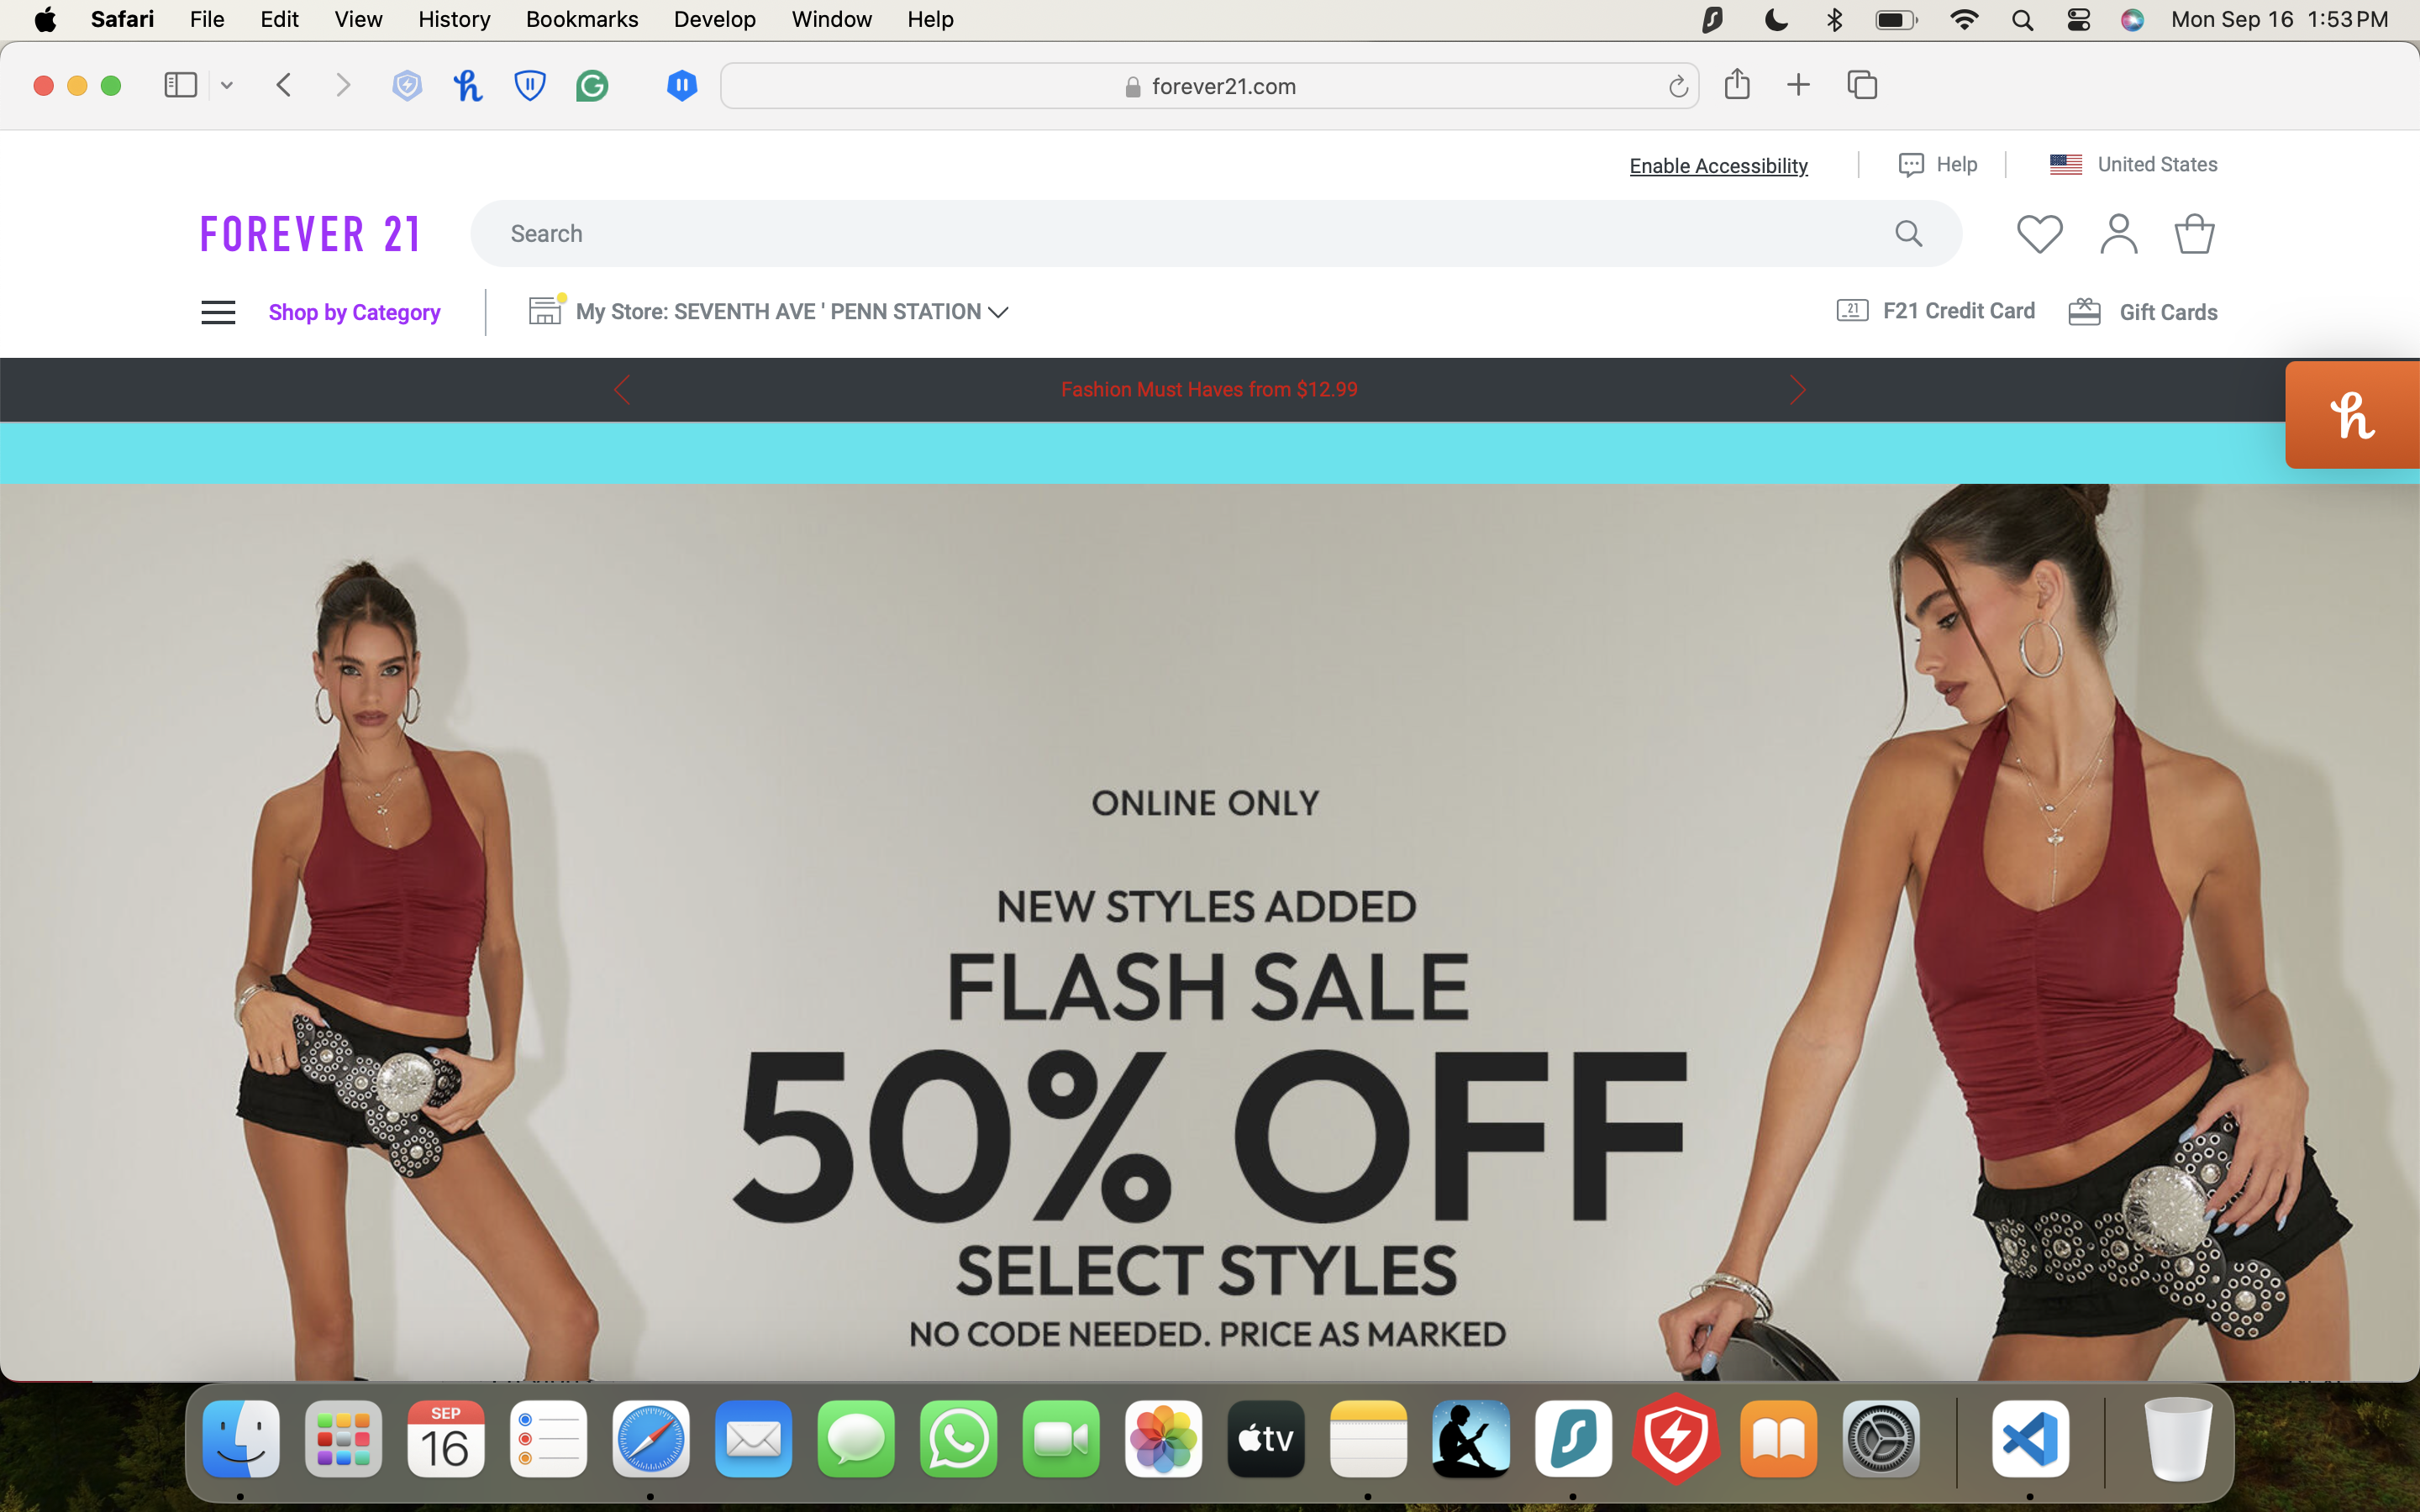 Safari File Edit View History Bookmarks Develop Window Help Mon Sep 16 1:53 PM
forever21.com
Enable Accessibility Help United States
FOREVER 21 Search
Shop by Category My Store: SEVENTH AVE ' PENN STATION 21 F21 Credit Card Gift Cards
Fashion Must Haves from $12.99
h
ONLINE ONLY
NEW STYLES ADDED
FLASH SALE
50% OFF
SELECT STYLES
NO CODE NEEDED. PRICE AS MARKED
SEP
16
tv